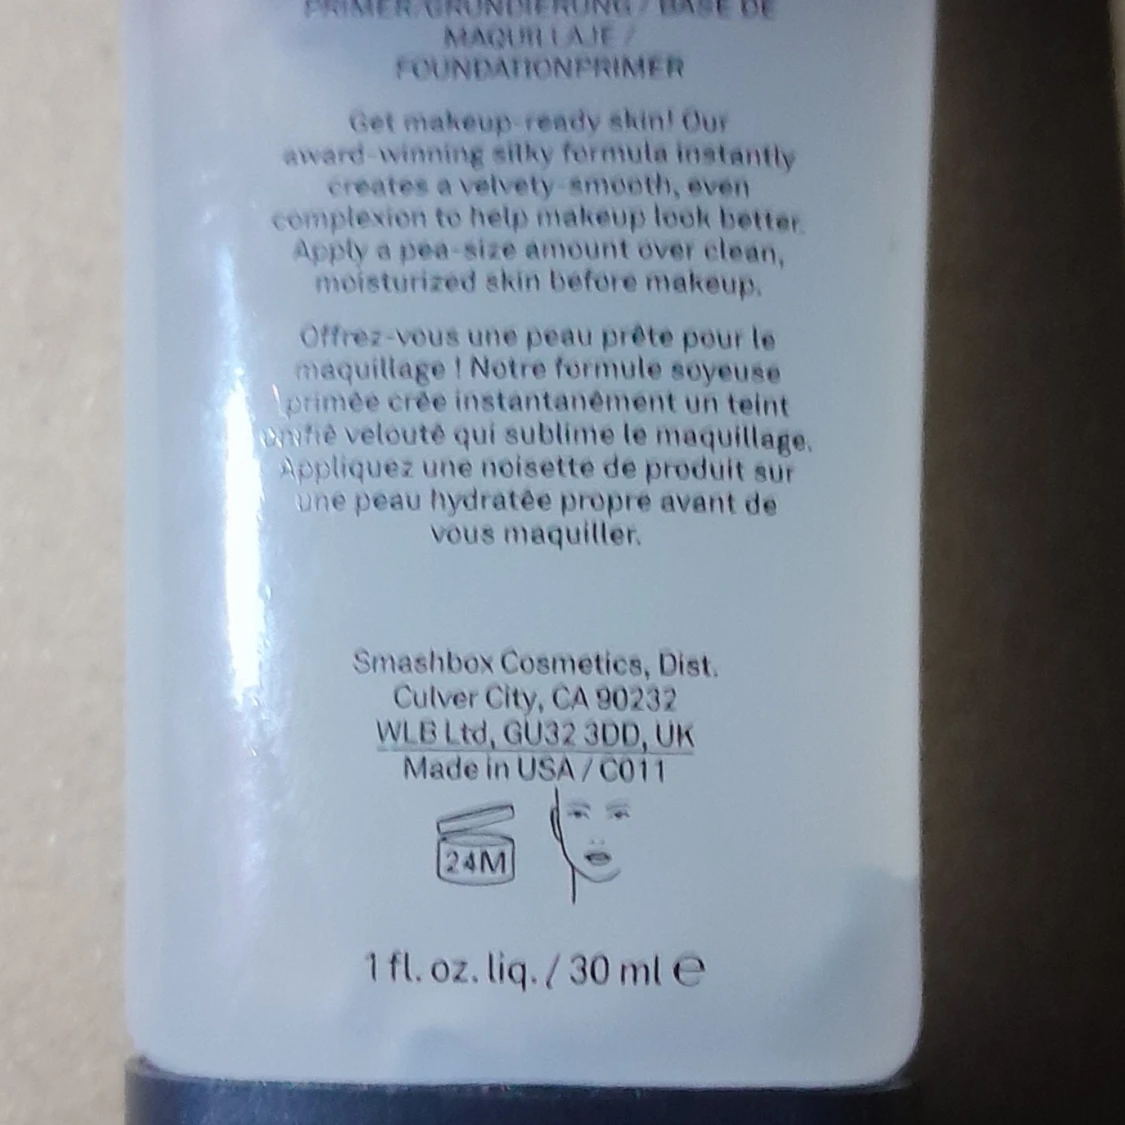 PRIMER/GRUNDIERUNG / BASE DE
MAQUILLAJE /
FOUNDATIONPRIMER
Get makeup-ready skin! Our
award-winning silky formula instantly
creates a velvety-smooth, even
complexion to help makeup look better.
Apply a pea-size amount over clean,
moisturized skin before makeup.
Offrez-vous une peau prête pour le
maquillage ! Notre formule soyeuse
primée crée instantanément un teint
velouté qui sublime le maquillage.
Appliquez une noisette de produit sur
une peau hydratée propre avant de
vous maquiller.
Smashbox Cosmetics, Dist.
Culver City, CA 90232
WLB Ltd, GU32 3DD, UK
Made in USA / C011
24M
1 fl. oz. liq. / 30 ml ℮